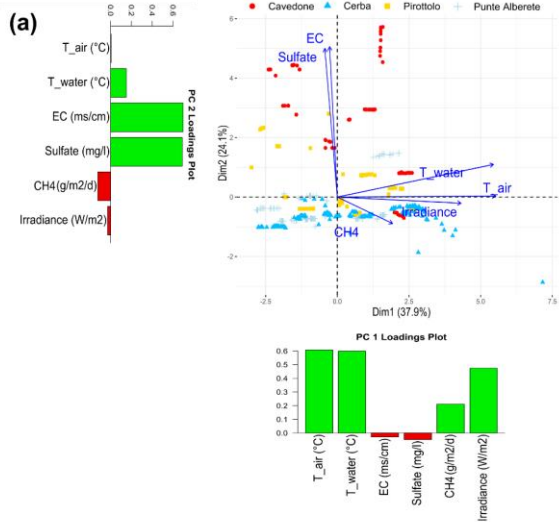 (a)
0.0 0.2 0.4 0.6
T_air (°C)
T_water (°C)
EC (ms/cm)
Sulfate (mg/l)
CH4(g/m2/d)
Irradiance (W/m2)
PC 2 Loadings Plot
Cavedone Cerba Pirottolo Punte Alberete
6
4
2
0
-2
Dim2 (24.1%)
EC
Sulfate
T_water
T_air
Irradiance
CH4
-2.5 0.0 2.5 5.0 7.5
Dim1 (37.9%)
PC 1 Loadings Plot
0.6
0.5
0.4
0.3
0.2
0.1
0.0
T_air (°C)
T_water (°C)
EC (ms/cm)
Sulfate (mg/l)
CH4(g/m2/d)
Irradiance (W/m2)